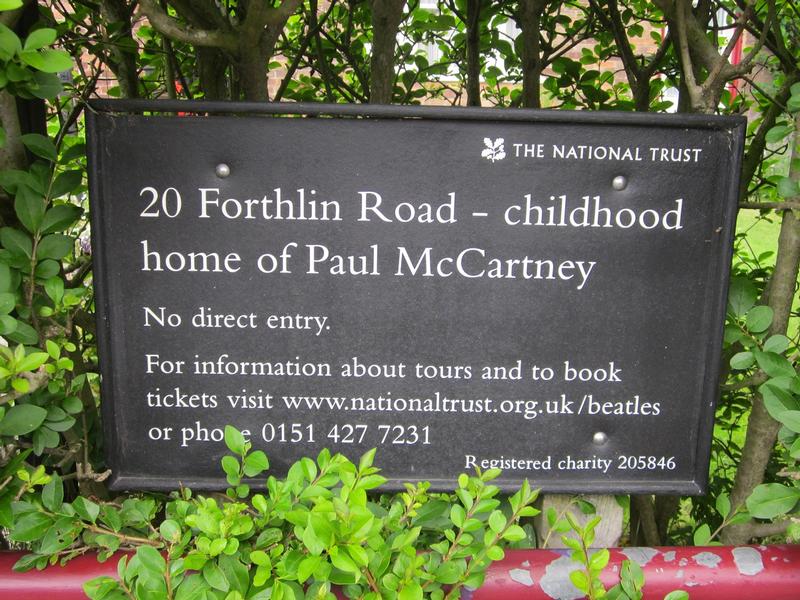 THE NATIONAL TRUST
20 Forthlin Road - childhood
home of Paul McCartney
No direct entry.
For information about tours and to book
tickets visit www.nationaltrust.org.uk/beatles
or phone 0151 427 7231
Registered charity 205846